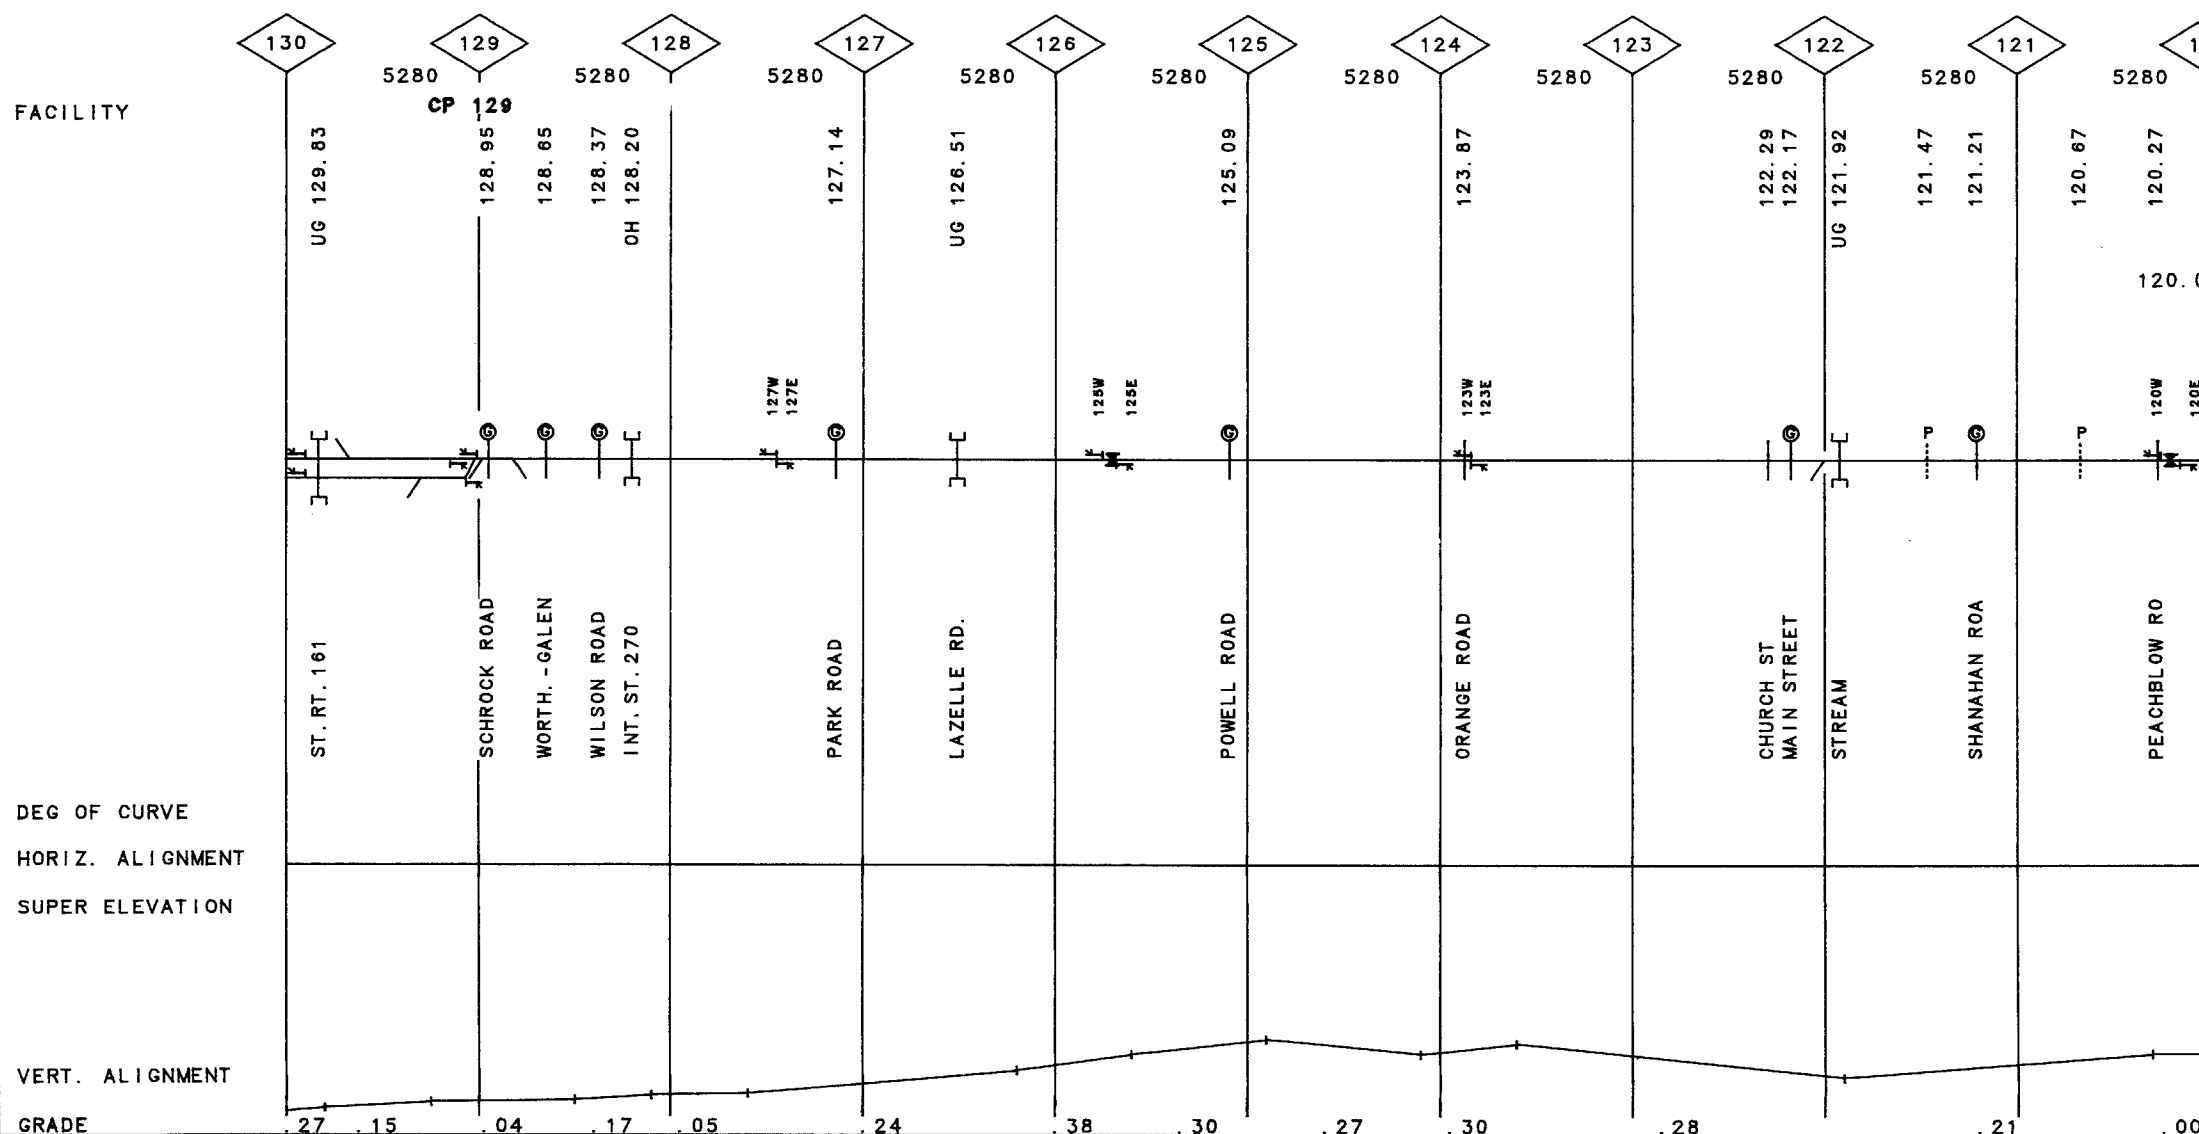 130 129 128 127 126 125 124 123 122 121 1
5280 5280 5280 5280 5280 5280 5280 5280 5280 5280
FACILITY
CP 129
UG 129.83
128.95
128.65
128.37
OH 128.20
127.14
UG 126.51
125.09
123.87
122.29
122.17
UG 121.92
121.47
121.21
120.67
120.27
120.0
127W
127E
125W
125E
123W
123E
120W
120E
G G G G G G G
P P
ST.RT.161
SCHROCK ROAD
WORTH.-GALEN
WILSON ROAD
INT.ST.270
PARK ROAD
LAZELLE RD.
POWELL ROAD
ORANGE ROAD
CHURCH ST
MAIN STREET
STREAM
SHANAHAN ROA
PEACHBLOW RO
DEG OF CURVE
HORIZ. ALIGNMENT
SUPER ELEVATION
VERT. ALIGNMENT
GRADE .27 .15 .04 .17 .05 .24 .38 .30 .27 .30 .28 .21 .00